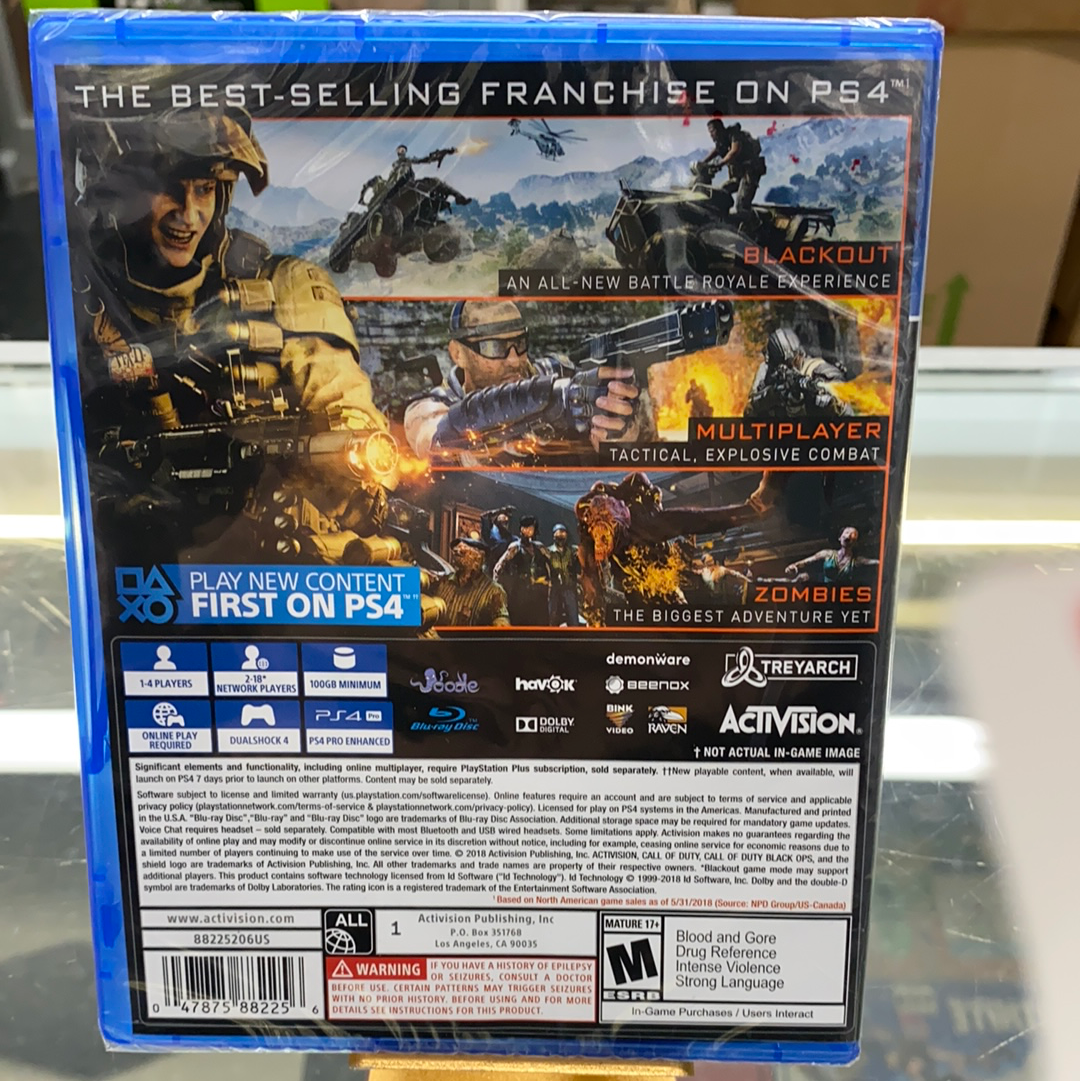 THE BEST-SELLING FRANCHISE ON PS4™¹
BLACKOUT
AN ALL-NEW BATTLE ROYALE EXPERIENCE
MULTIPLAYER
TACTICAL, EXPLOSIVE COMBAT
ZOMBIES
THE BIGGEST ADVENTURE YET
PLAY NEW CONTENT
FIRST ON PS4™††
1-4 PLAYERS
2-18*
NETWORK PLAYERS
100GB MINIMUM
ONLINE PLAY
REQUIRED
DUALSHOCK 4
PS4 Pro
PS4 PRO ENHANCED
Blu-ray Disc™
havok
DOLBY
DIGITAL
demonware
BEENOX
BINK
VIDEO
RAVEN
TREYARCH
ACTIVISION
† NOT ACTUAL IN-GAME IMAGE
Significant elements and functionality, including online multiplayer, require PlayStation Plus subscription, sold separately. ††New playable content, when available, will
launch on PS4 7 days prior to launch on other platforms. Content may be sold separately.
Software subject to license and limited warranty (us.playstation.com/softwarelicense). Online features require an account and are subject to terms of service and applicable
privacy policy (playstationnetwork.com/terms-of-service & playstationnetwork.com/privacy-policy). Licensed for play on PS4 systems in the Americas. Manufactured and printed
in the U.S.A. "Blu-ray Disc","Blu-ray" and "Blu-ray Disc" logo are trademarks of Blu-ray Disc Association. Additional storage space may be required for mandatory game updates.
Voice Chat requires headset – sold separately. Compatible with most Bluetooth and USB wired headsets. Some limitations apply. Activision makes no guarantees regarding the
availability of online play and may modify or discontinue online service in its discretion without notice, including for example, ceasing online service for economic reasons due to
a limited number of players continuing to make use of the service over time. © 2018 Activision Publishing, Inc. ACTIVISION, CALL OF DUTY, CALL OF DUTY BLACK OPS, and the
shield logo are trademarks of Activision Publishing, Inc. All other trademarks and trade names are property of their respective owners. *Blackout game mode may support
additional players. This product contains software technology licensed from Id Software ("Id Technology"). Id Technology © 1999-2018 Id Software, Inc. Dolby and the double-D
symbol are trademarks of Dolby Laboratories. The rating icon is a registered trademark of the Entertainment Software Association.
¹Based on North American game sales as of 5/31/2018 (Source: NPD Group/US-Canada)
www.activision.com
88225206US
ALL
1
Activision Publishing, Inc
P.O. Box 351768
Los Angeles, CA 90035
WARNING IF YOU HAVE A HISTORY OF EPILEPSY
OR SEIZURES, CONSULT A DOCTOR
BEFORE USE. CERTAIN PATTERNS MAY TRIGGER SEIZURES
WITH NO PRIOR HISTORY. BEFORE USING AND FOR MORE
DETAILS SEE INSTRUCTIONS FOR THIS PRODUCT.
0 47875 88225 6
MATURE 17+
M
ESRB
Blood and Gore
Drug Reference
Intense Violence
Strong Language
In-Game Purchases / Users Interact